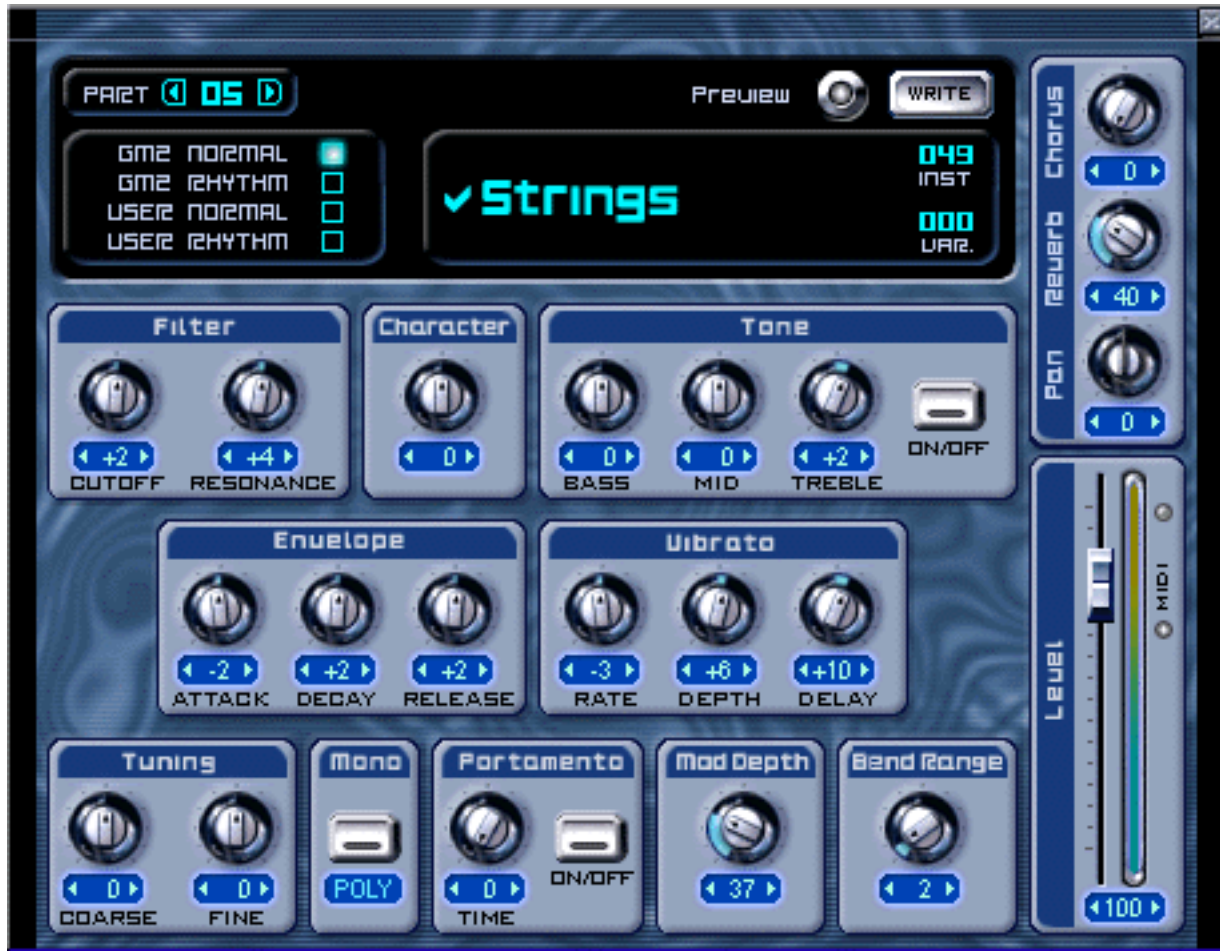 PART 05
Preview WRITE
GM2 NORMAL
GM2 RHYTHM
USER NORMAL
USER RHYTHM
Strings
049
INST
000
VAR.
Chorus
0
Reverb
40
Pan
0
Filter
+2 +4
CUTOFF RESONANCE
Character
0
Tone
0 0 +2
BASS MID TREBLE ON/OFF
Envelope
-2 +2 +2
ATTACK DECAY RELEASE
Vibrato
-3 +6 +10
RATE DEPTH DELAY
Level
MIDI
100
Tuning
0 0
COARSE FINE
Mono
POLY
Portamento
0 ON/OFF
TIME
Mod Depth
37
Bend Range
2